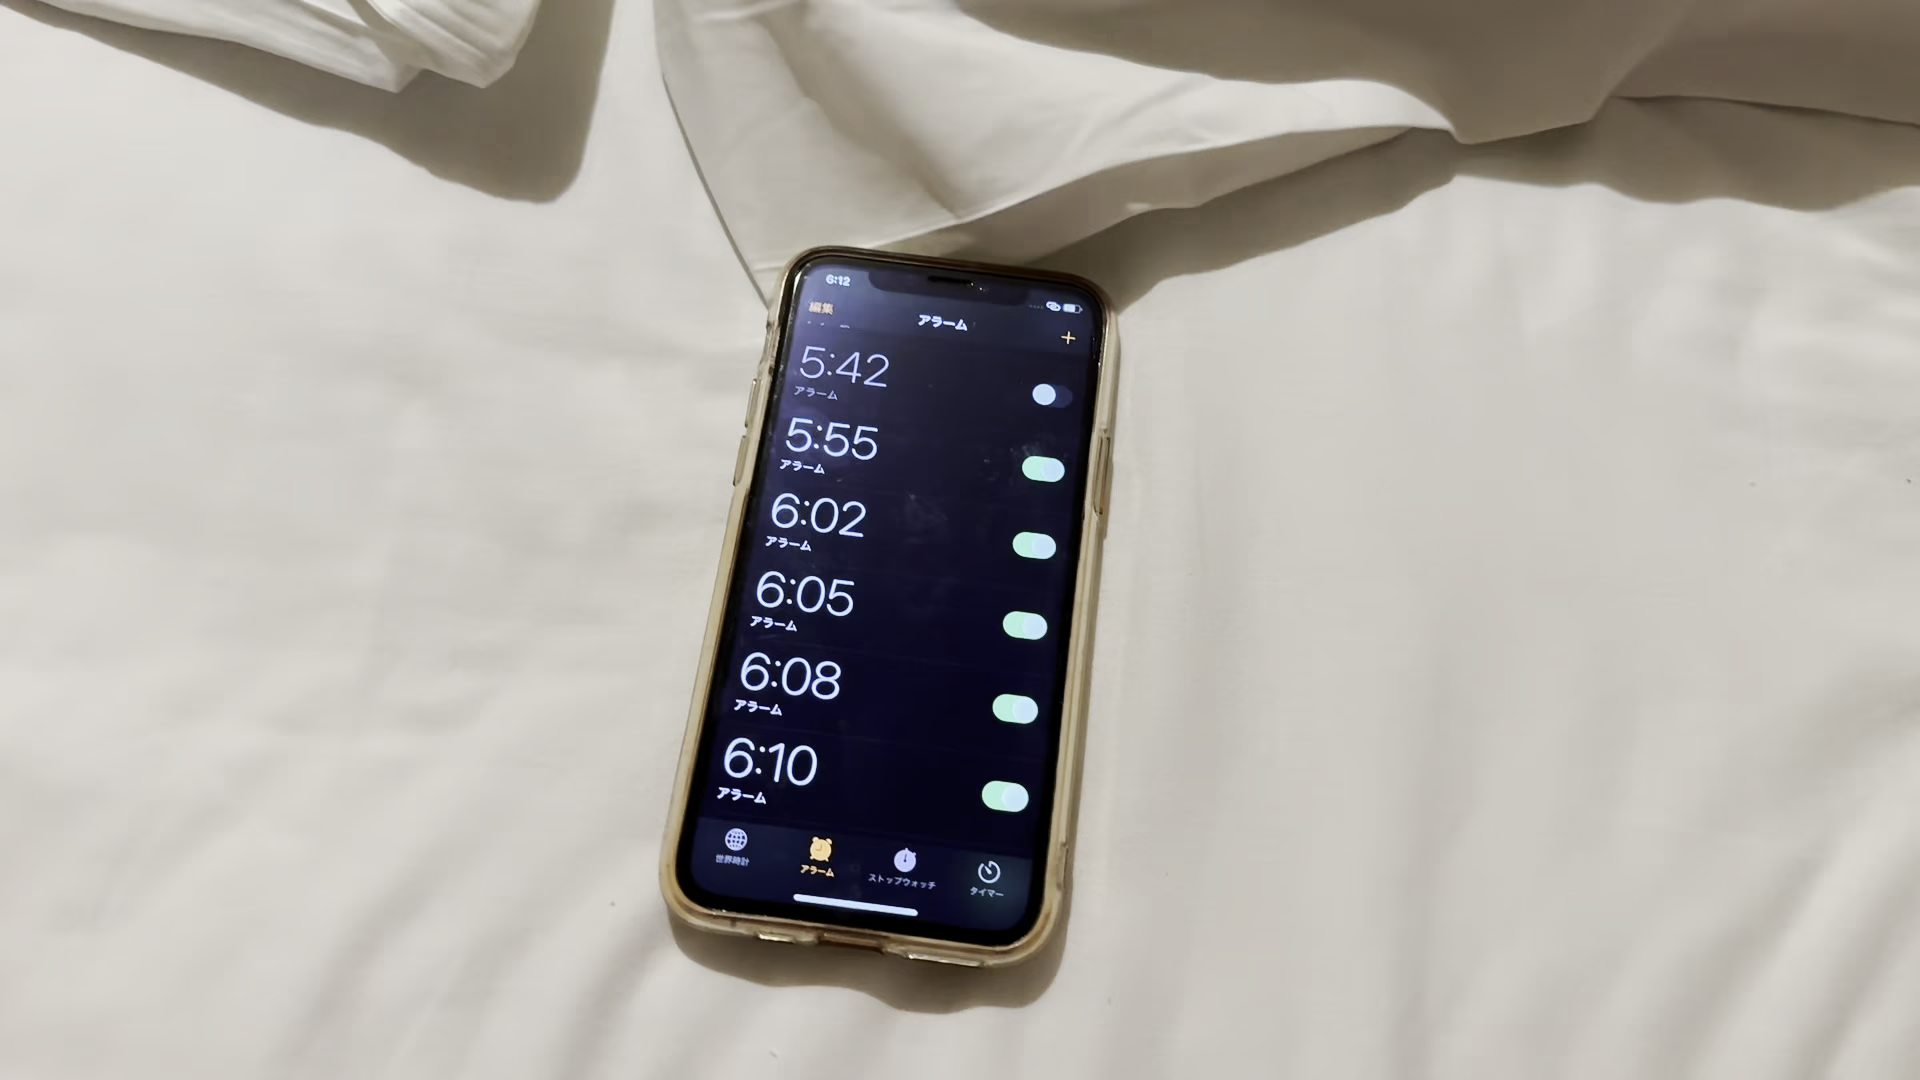 6:12
編集
アラーム
+
5:42
アラーム
5:55
アラーム
6:02
アラーム
6:05
アラーム
6:08
アラーム
6:10
アラーム
世界時計
アラーム
ストップウォッチ
タイマー